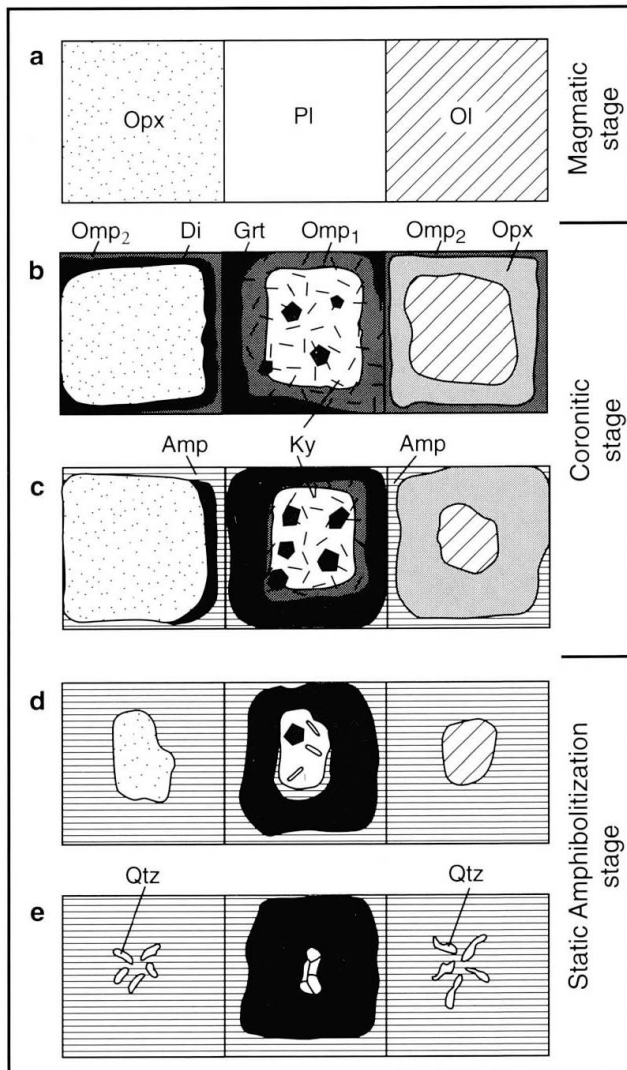 a
Opx
Pl
Ol
Magmatic
stage
Omp2
Di
Grt
Omp1
Omp2
Opx
b
Amp
Ky
Amp
c
Coronitic
stage
d
Qtz
Qtz
e
Static Amphibolitization
stage